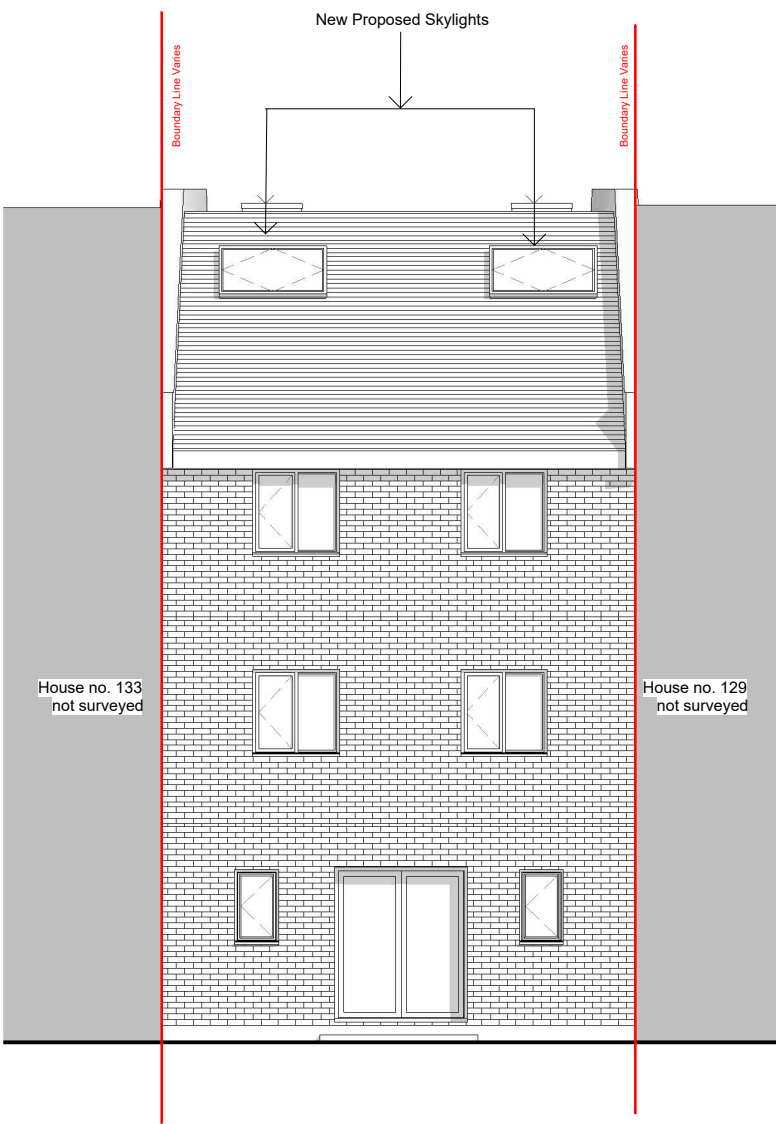 New Proposed Skylights
Boundary Line Varies
Boundary Line Varies
House no. 133
not surveyed
House no. 129
not surveyed